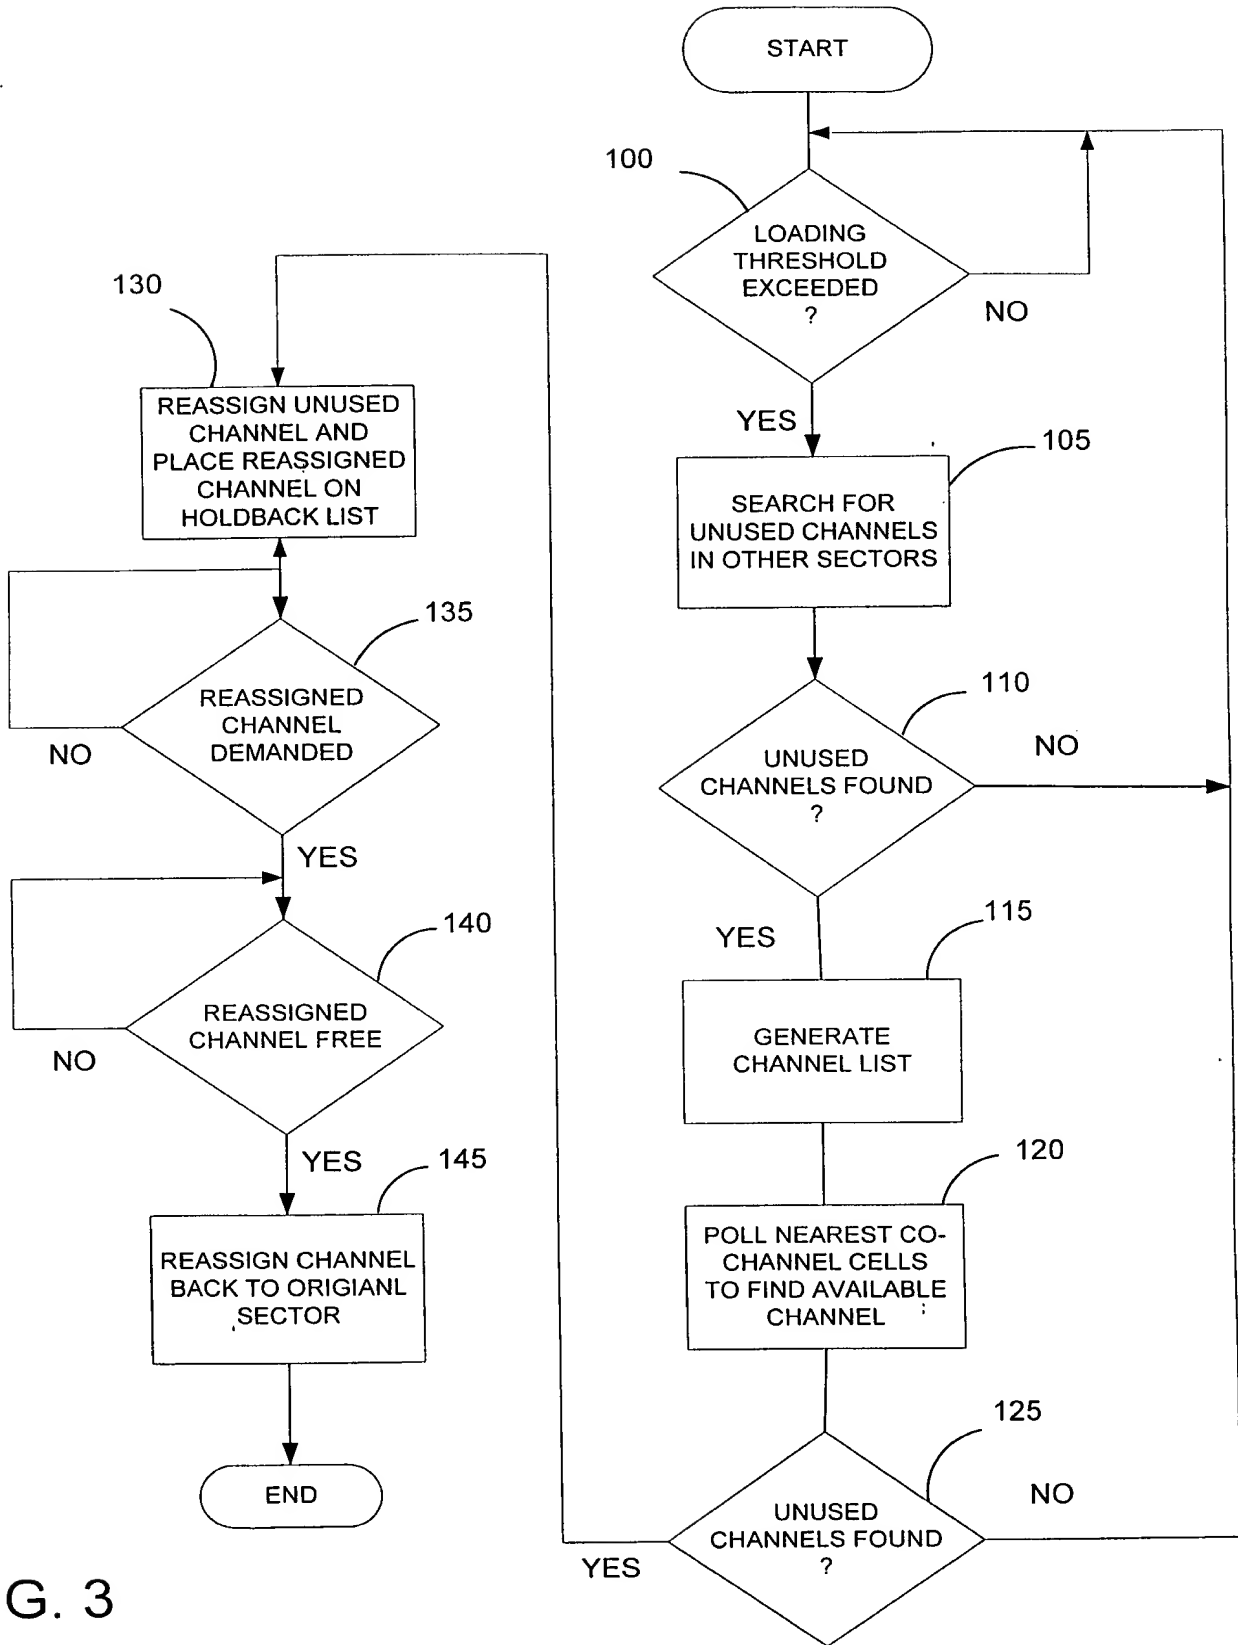 START
100
LOADING
THRESHOLD
EXCEEDED
?
NO
YES
105
SEARCH FOR
UNUSED CHANNELS
IN OTHER SECTORS
110
UNUSED
CHANNELS FOUND
?
NO
YES
115
GENERATE
CHANNEL LIST
120
POLL NEAREST CO-
CHANNEL CELLS
TO FIND AVAILABLE
CHANNEL
125
UNUSED
CHANNELS FOUND
?
NO
YES
130
REASSIGN UNUSED
CHANNEL AND
PLACE REASSIGNED
CHANNEL ON
HOLDBACK LIST
135
REASSIGNED
CHANNEL
DEMANDED
NO
YES
140
REASSIGNED
CHANNEL FREE
NO
YES
145
REASSIGN CHANNEL
BACK TO ORIGIANL
SECTOR
END
G. 3